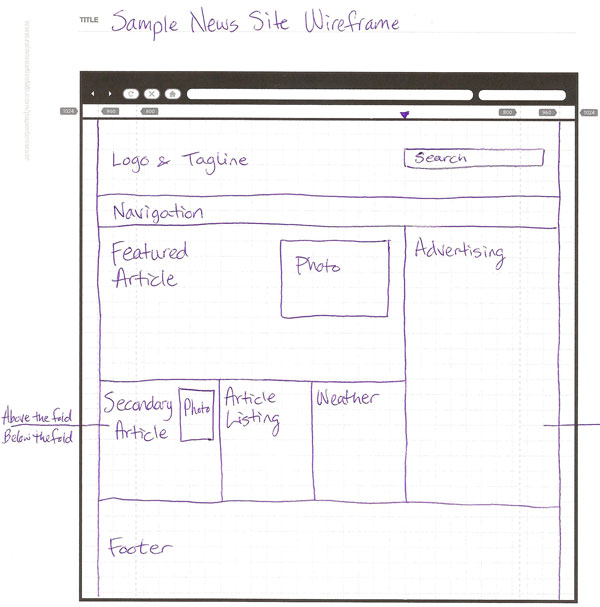 TITLE Sample News Site Wireframe
1024 960 800 800 960 1024
Logo & Tagline
Search
Navigation
Featured
Article
Photo
Advertising
Secondary
Article
Photo
Article
Listing
Weather
Above the fold
Below the fold
Footer